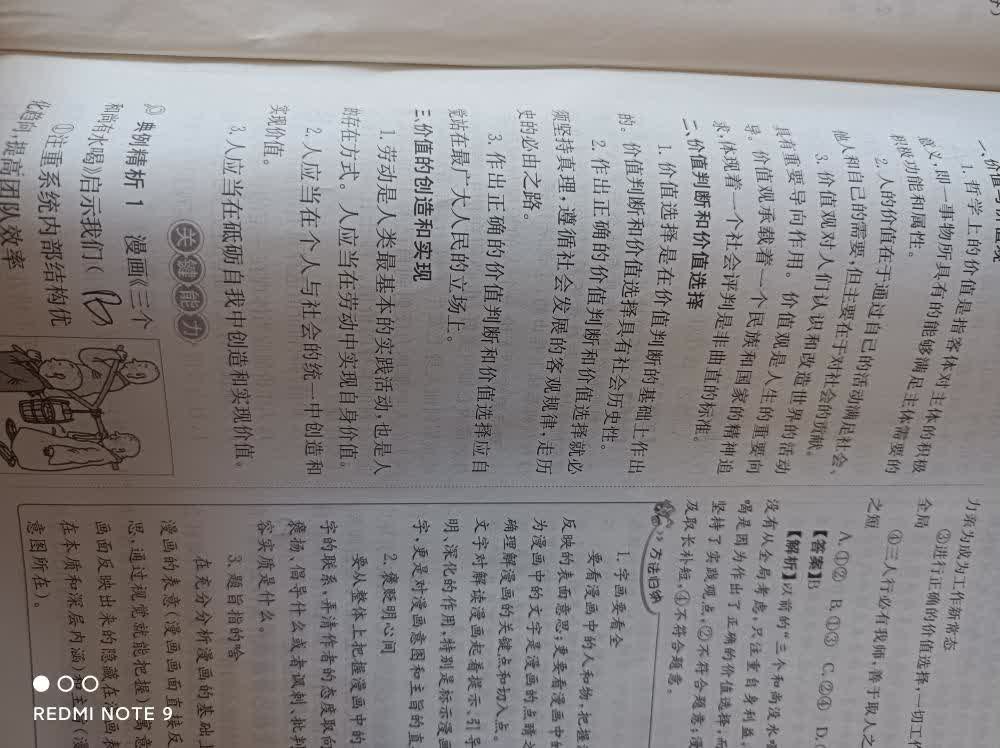 1. 哲学上的价值是指客体对主体的积极
意义,即一事物所具有的能够满足主体需要的
积极功能和属性。
2. 人的价值在于通过自己的活动满足社会、
他人和自己的需要,但主要在于对社会的贡献。
3. 价值观对人们认识和改造世界的活动
具有重要导向作用。价值观是人生的重要向
导。价值观承载着一个民族和国家的精神追
求,体现着一个社会评判是非曲直的标准。
二、价值判断和价值选择
1. 价值选择是在价值判断的基础上作出
的。价值判断和价值选择具有社会历史性。
2. 作出正确的价值判断和价值选择就必
须坚持真理,遵循社会发展的客观规律,走历
史的必由之路。
3. 作出正确的价值判断和价值选择应自
觉站在最广大人民的立场上。
三、价值的创造和实现
1. 劳动是人类最基本的实践活动,也是人
的存在方式。人应当在劳动中实现自身价值。
2. 人应当在个人与社会的统一中创造和
实现价值。
3. 人应当在砥砺自我中创造和实现价值。
关键能力
典例精析 1 漫画《三个
和尚有水喝》启示我们( B )
①注重系统内部结构优
化趋向,提高团队效率
力亲为成为工作新常态
③进行正确的价值选择,一切工作
全局 ④三人行必有我师,善于取人之
之短
A. ①② B. ①③ C. ②④ D.
【答案】B
【解析】以前的“三个和尚没水喝
没有从全局考虑,只注重自身利益,
喝是因为作出了正确的价值选择,而
坚持了实践观点,②不符合题意;漫
及取长补短,④不符合题意。
方法归纳
1. 字画要看全
要看漫画中的人和物,把握漫
反映的表面意思;更要看漫画中的
为漫画中的文字是漫画的点睛之
确理解漫画的关键点和切入点。
文字对解读漫画起着提示、引导
明、深化的作用,特别是标示漫画
字,更是对漫画意图和主旨的直
2. 褒贬明心间
要从整体上把握漫画中的
字的联系,弄清作者的态度取向
褒扬、倡导什么或者讽刺、批判
容实质是什么。
3. 题旨指的啥
在充分分析漫画的基础上
漫画的表意(漫画画面直接反
思,通过视觉就能把握)和寓意
画面反映出来的隐藏在漫画表
在本质和深层内涵)和主旨(漫
意图所在)。
REDMI NOTE 9